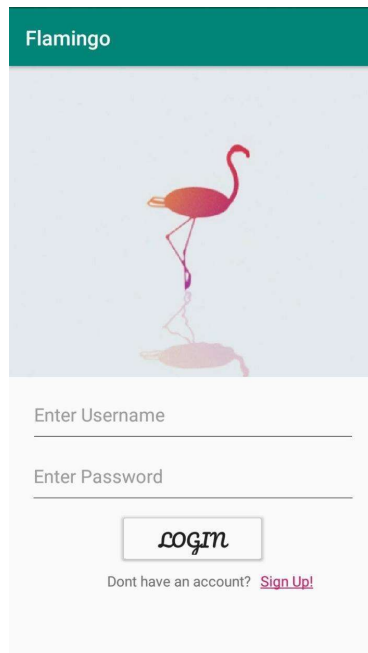 Flamingo
Enter Username
Enter Password
LOGIN
Dont have an account? Sign Up!